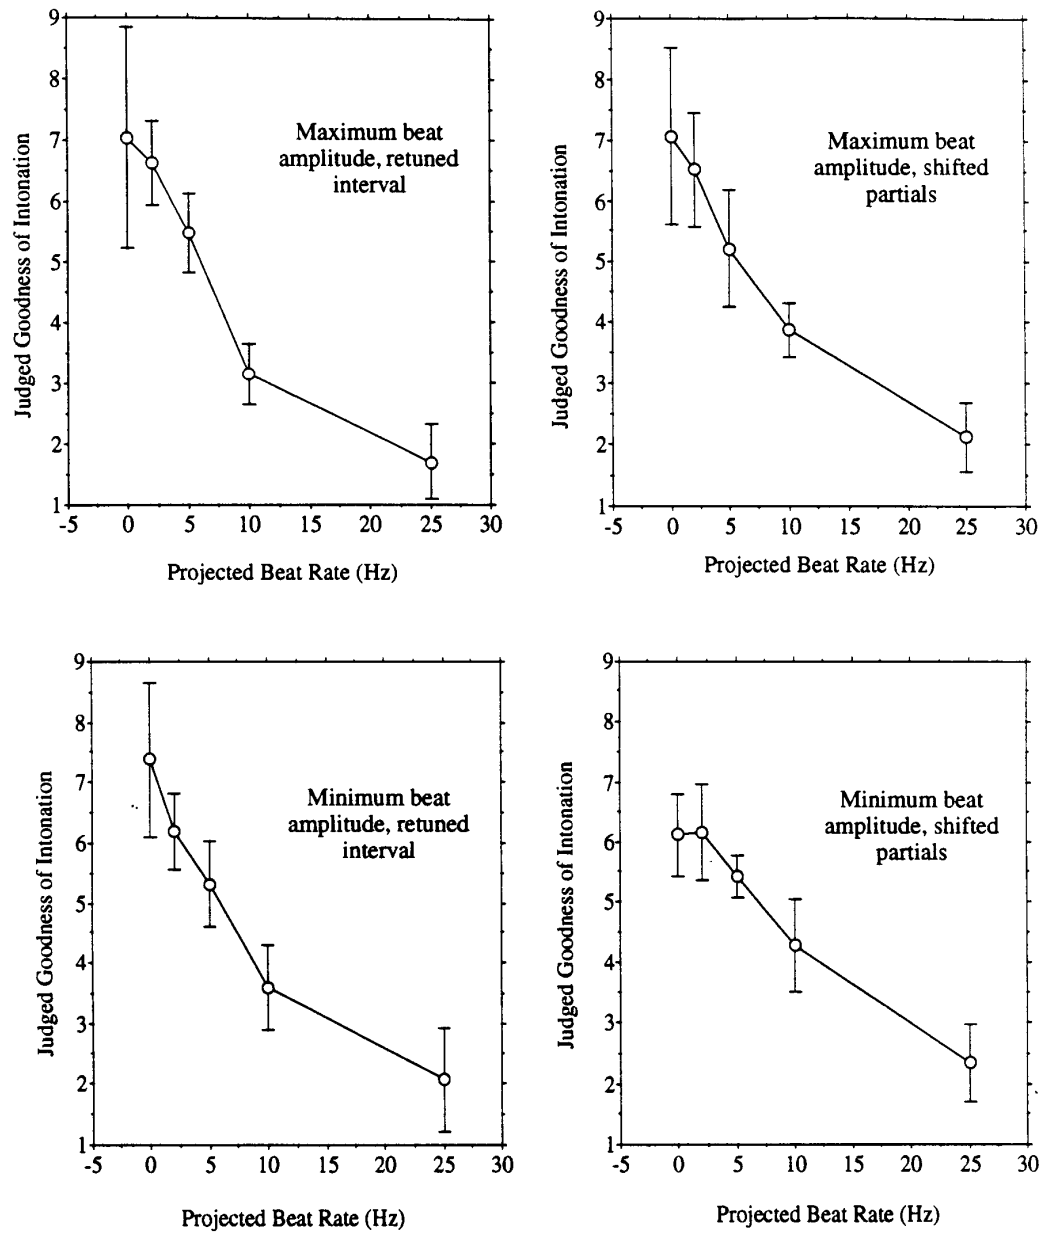 9
8
7
6
5
4
3
2
1
-5 0 5 10 15 20 25 30
Judged Goodness of Intonation
Projected Beat Rate (Hz)
Maximum beat
amplitude, retuned
interval
9
8
7
6
5
4
3
2
1
-5 0 5 10 15 20 25 30
Judged Goodness of Intonation
Projected Beat Rate (Hz)
Maximum beat
amplitude, shifted
partials
9
8
7
6
5
4
3
2
1
-5 0 5 10 15 20 25 30
Judged Goodness of Intonation
Projected Beat Rate (Hz)
Minimum beat
amplitude, retuned
interval
9
8
7
6
5
4
3
2
1
-5 0 5 10 15 20 25 30
Judged Goodness of Intonation
Projected Beat Rate (Hz)
Minimum beat
amplitude, shifted
partials